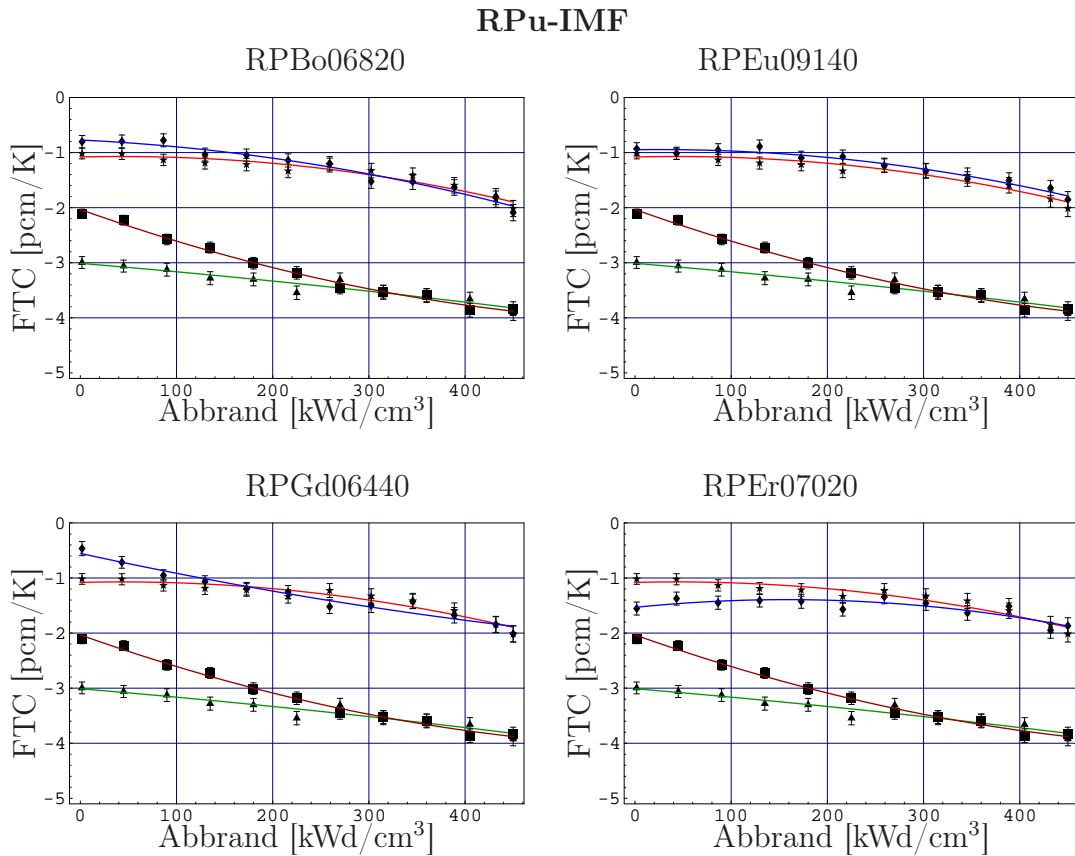 RPu-IMF
RPBo06820
RPEu09140
FTC [pcm/K]
0
-1
-2
-3
-4
-5
0 100 200 300 400
Abbrand [kWd/cm³]
FTC [pcm/K]
0
-1
-2
-3
-4
-5
0 100 200 300 400
Abbrand [kWd/cm³]
RPGd06440
RPEr07020
FTC [pcm/K]
0
-1
-2
-3
-4
-5
0 100 200 300 400
Abbrand [kWd/cm³]
FTC [pcm/K]
0
-1
-2
-3
-4
-5
0 100 200 300 400
Abbrand [kWd/cm³]